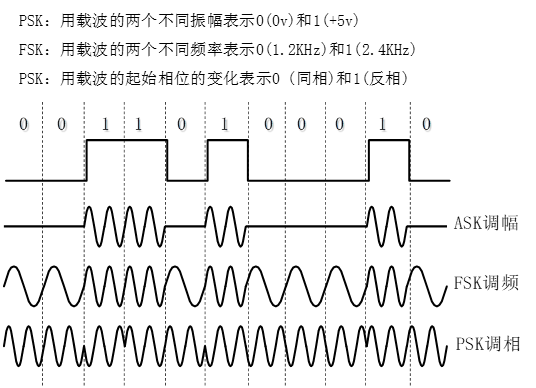 PSK: 用载波的两个不同振幅表示0(0v)和1(+5v)
FSK: 用载波的两个不同频率表示0(1.2KHz)和1(2.4KHz)
PSK: 用载波的起始相位的变化表示0 (同相)和1(反相)
0 0 1 1 0 1 0 0 0 1 0
ASK调幅
FSK调频
PSK调相